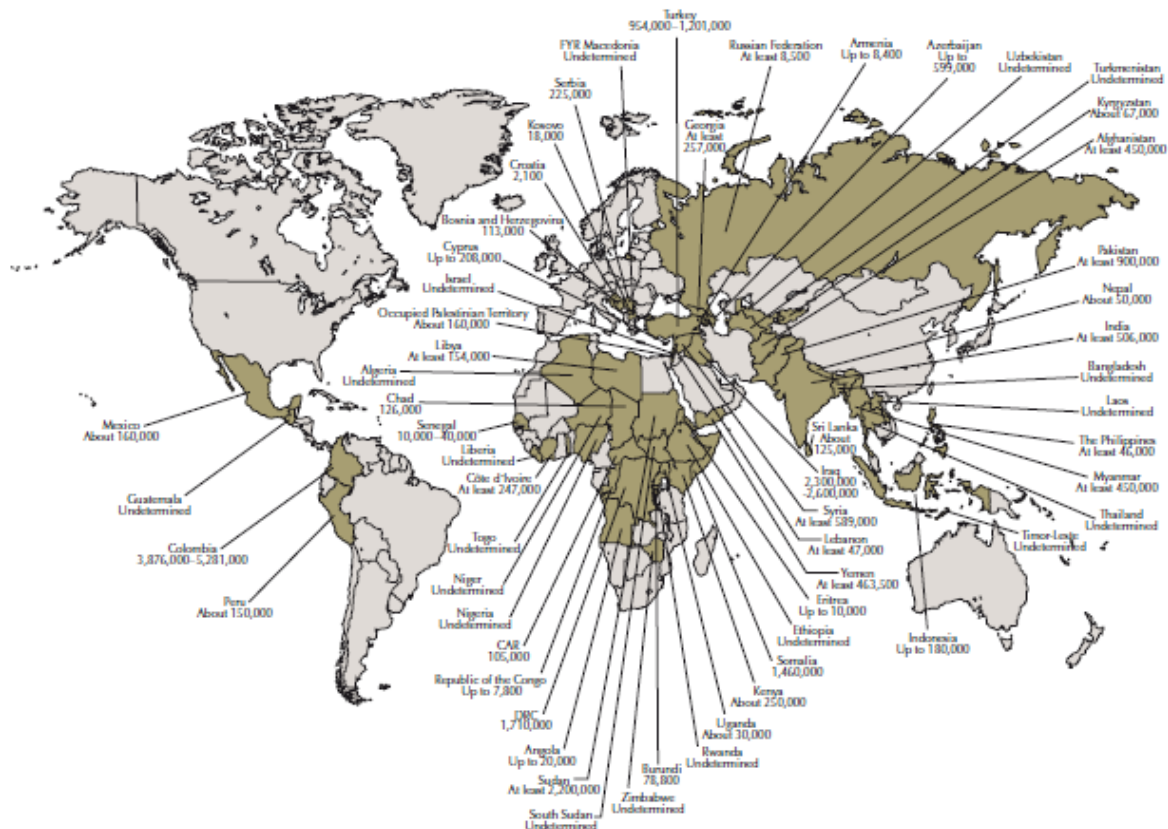 Turkey
954,000–1,201,000
FYR Macedonia
Undetermined
Russian Federation
At least 8,500
Armenia
Up to 8,400
Azerbaijan
Up to
599,000
Uzbekistan
Undetermined
Turkmenistan
Undetermined
Serbia
225,000
Kyrgyzstan
About 67,000
Kosovo
18,000
Georgia
At least
257,000
Afghanistan
At least 450,000
Croatia
2,100
Bosnia and Herzegovina
113,000
Cyprus
Up to 208,000
Pakistan
At least 900,000
Israel
Undetermined
Nepal
About 50,000
Occupied Palestinian Territory
About 160,000
India
At least 506,000
Libya
At least 154,000
Bangladesh
Undetermined
Algeria
Undetermined
Chad
126,000
Laos
Undetermined
Mexico
About 160,000
Senegal
10,000–40,000
Sri Lanka
About
125,000
The Philippines
At least 46,000
Liberia
Undetermined
Iraq
2,300,000
–2,600,000
Myanmar
At least 450,000
Côte d'Ivoire
At least 247,000
Guatemala
Undetermined
Syria
At least 589,000
Thailand
Undetermined
Timor-Leste
Undetermined
Togo
Undetermined
Lebanon
At least 47,000
Colombia
3,876,000–5,281,000
Niger
Undetermined
Yemen
At least 463,500
Peru
About 150,000
Eritrea
Up to 10,000
Nigeria
Undetermined
Ethiopia
Undetermined
Indonesia
Up to 180,000
CAR
105,000
Somalia
1,460,000
Republic of the Congo
Up to 7,800
Kenya
About 250,000
DRC
1,710,000
Uganda
About 30,000
Angola
Up to 20,000
Rwanda
Undetermined
Sudan
At least 2,200,000
Burundi
78,800
Zimbabwe
Undetermined
South Sudan
Undetermined